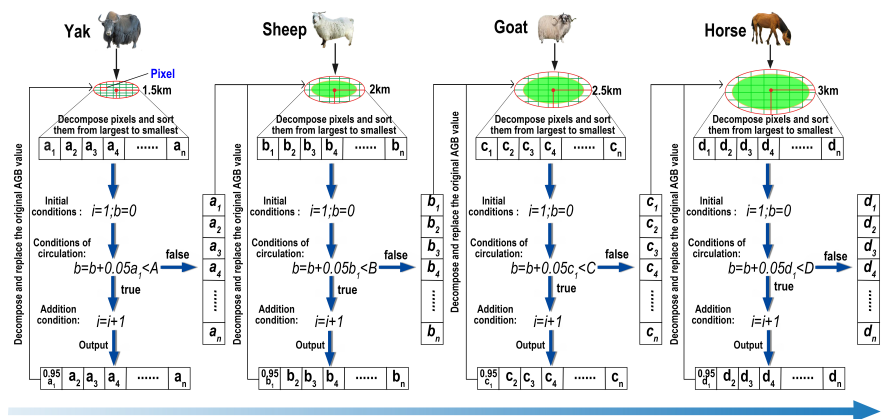 Yak
Sheep
Goat
Horse
Pixel
1.5km
2km
2.5km
3km
Decompose pixels and sort
them from largest to smallest
Decompose pixels and sort
them from largest to smallest
Decompose pixels and sort
them from largest to smallest
Decompose pixels and sort
them from largest to smallest
a1 a2 a3 a4 ...... an
b1 b2 b3 b4 ...... bn
c1 c2 c3 c4 ...... cn
d1 d2 d3 d4 ...... dn
Decompose and replace the original AGB value
Initial
conditions :
i=1;b=0
Conditions of
circulation:
b=b+0.05a1<A
false
true
Addition
condition:
i=i+1
Output
0.95a1 a2 a3 a4 ...... an
a1
a2
a3
a4
......
an
Decompose and replace the original AGB value
Initial
conditions:
i=1;b=0
Conditions of
circulation:
b=b+0.05b1<B
false
true
Addition
condition:
i=i+1
Output
0.95b1 b2 b3 b4 ...... bn
b1
b2
b3
b4
......
bn
Decompose and replace the original AGB value
Initial
conditions:
i=1;b=0
Conditions of
circulation:
b=b+0.05c1<C
false
true
Addition
condition:
i=i+1
Output
0.95c1 c2 c3 c4 ...... cn
c1
c2
c3
c4
......
cn
Decompose and replace the original AGB value
Initial
conditions:
i=1;b=0
Conditions of
circulation:
b=b+0.05d1<D
false
true
Addition
condition:
i=i+1
Output
0.95d1 d2 d3 d4 ...... dn
d1
d2
d3
d4
......
dn